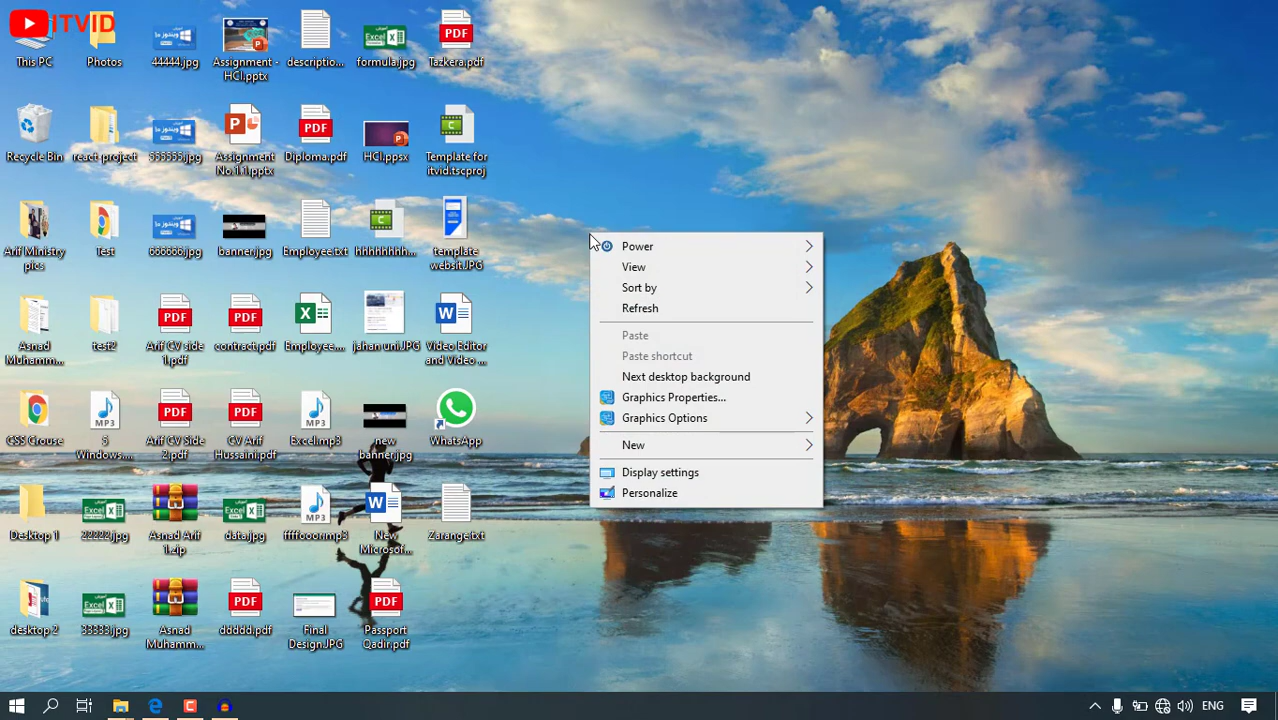 ITVID
This PC
Photos
44444.jpg
Assignment -
HCI.pptx
descriptio...
formula.jpg
Tazkera.pdf
Recycle Bin
react-project
555555.jpg
Assignment
No.1.1.pptx
Diploma.pdf
HCI.ppsx
Template for
itvid.tscproj
Arif Ministry
pics
Test
666666.jpg
banner.jpg
Employee.txt
hhhhhhhh...
template
websit.JPG
Asnad
Muhamm...
test2
Arif CV side
1.pdf
contract.pdf
Employee....
jahan uni.JPG
Video Editor
and Video ...
CSS Crouse
5
Windows....
Arif CV Side
2.pdf
CV Arif
Hussaini.pdf
Excel.mp3
new
banner.jpg
WhatsApp
Desktop 1
22222.jpg
Asnad Arif
1.zip
data.jpg
ffffooor.mp3
New
Microsof...
Zarange.txt
desktop 2
33333.jpg
Asnad
Muhamm...
ddddd.pdf
Final
Design.JPG
Passport
Qadir.pdf
Power
View
Sort by
Refresh
Paste
Paste shortcut
Next desktop background
Graphics Properties...
Graphics Options
New
Display settings
Personalize
ENG